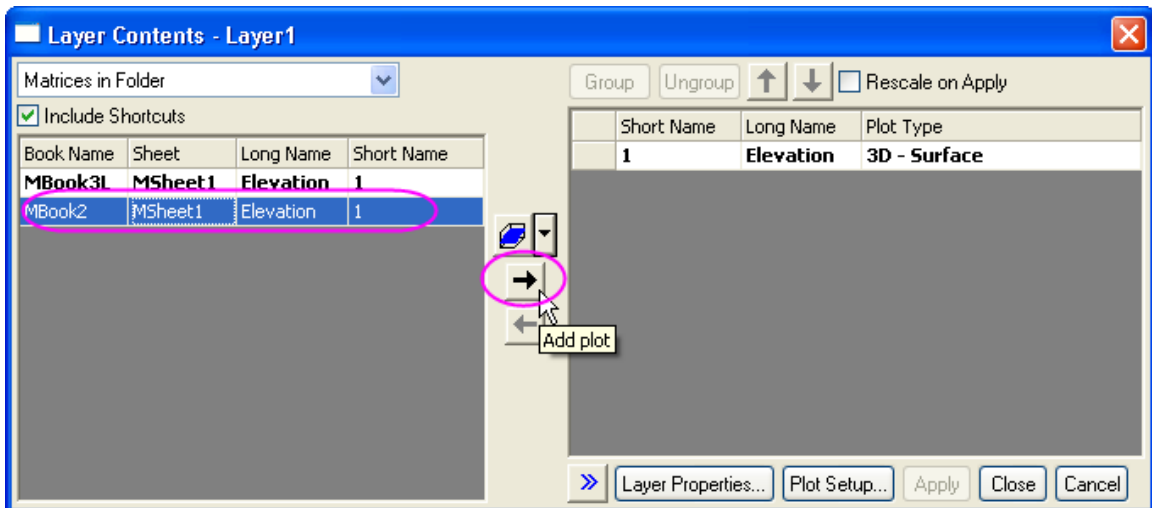 Layer Contents - Layer1
Matrices in Folder
Include Shortcuts
Book Name Sheet Long Name Short Name
MBook3L MSheet1 Elevation 1
MBook2 MSheet1 Elevation 1
Add plot
Group Ungroup Rescale on Apply
Short Name Long Name Plot Type
1 Elevation 3D - Surface
Layer Properties... Plot Setup... Apply Close Cancel